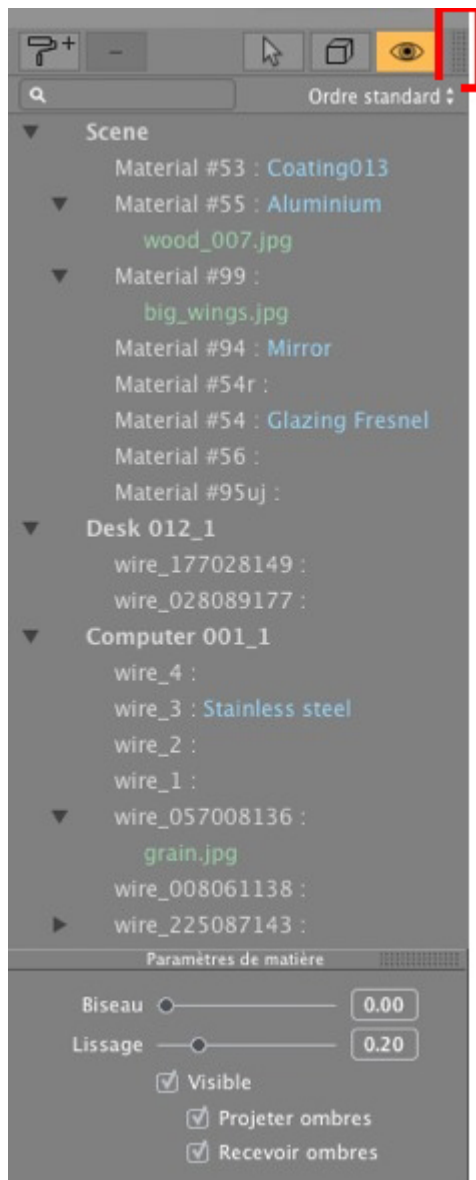 Ordre standard
Scene
Material #53 : Coating013
Material #55 : Aluminium
wood_007.jpg
Material #99 :
big_wings.jpg
Material #94 : Mirror
Material #54r :
Material #54 : Glazing Fresnel
Material #56 :
Material #95uj :
Desk 012_1
wire_177028149 :
wire_028089177 :
Computer 001_1
wire_4 :
wire_3 : Stainless steel
wire_2 :
wire_1 :
wire_057008136 :
grain.jpg
wire_008061138 :
wire_225087143 :
Paramètres de matière
Biseau 0.00
Lissage 0.20
Visible
Projeter ombres
Recevoir ombres